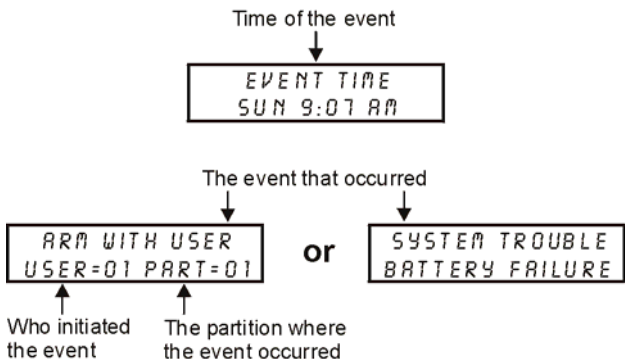 Time of the event
EVENT TIME
SUN 9:07 AM
The event that occurred
ARM WITH USER
USER=01 PART=01
or
SYSTEM TROUBLE
BATTERY FAILURE
Who initiated
the event
The partition where
the event occurred